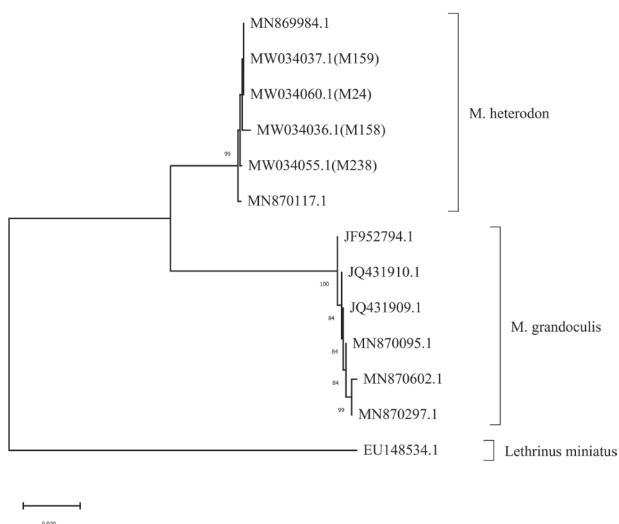 MN869984.1
MW034037.1(M159)
MW034060.1(M24)
M. heterodon
MW034036.1(M158)
99
MW034055.1(M238)
MN870117.1
JF952794.1
JQ431910.1
100
JQ431909.1
84
M. grandoculis
MN870095.1
84
MN870602.1
84
MN870297.1
99
EU148534.1
Lethrinus miniatus